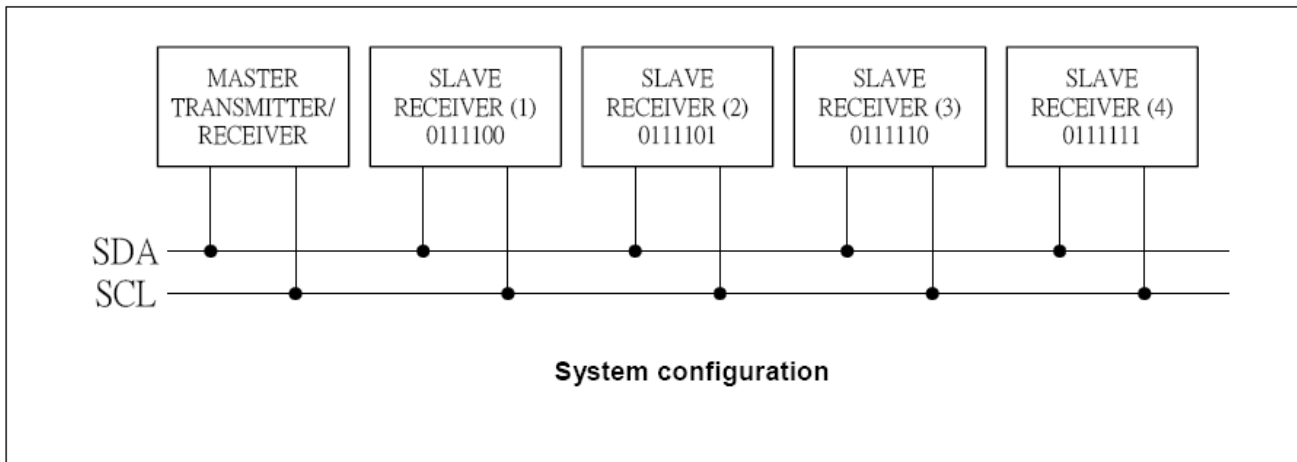 MASTER
TRANSMITTER/
RECEIVER
SLAVE
RECEIVER (1)
0111100
SLAVE
RECEIVER (2)
0111101
SLAVE
RECEIVER (3)
0111110
SLAVE
RECEIVER (4)
0111111
SDA
SCL
System configuration